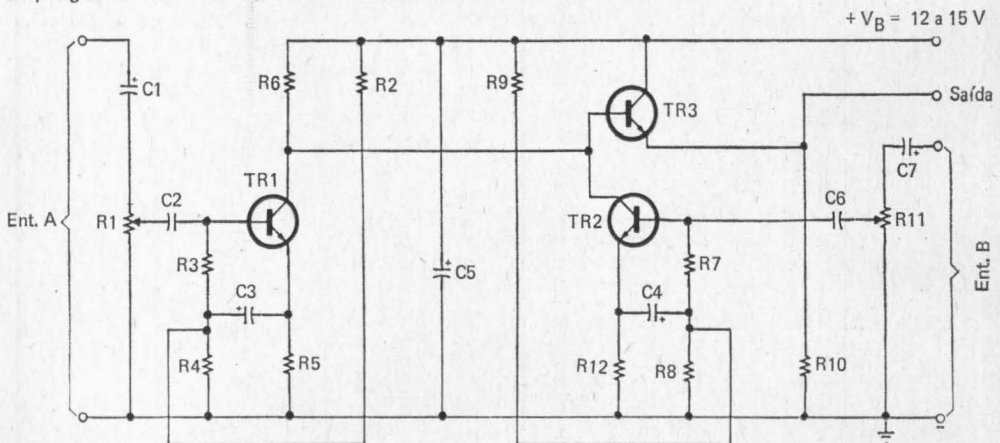 + V_B = 12 a 15 V
R6
R2
R9
C1
TR3
Saída
C7
TR1
C2
C6
Ent. A
R1
TR2
R11
R3
C5
R7
Ent. B
C3
C4
R4
R5
R12
R8
R10